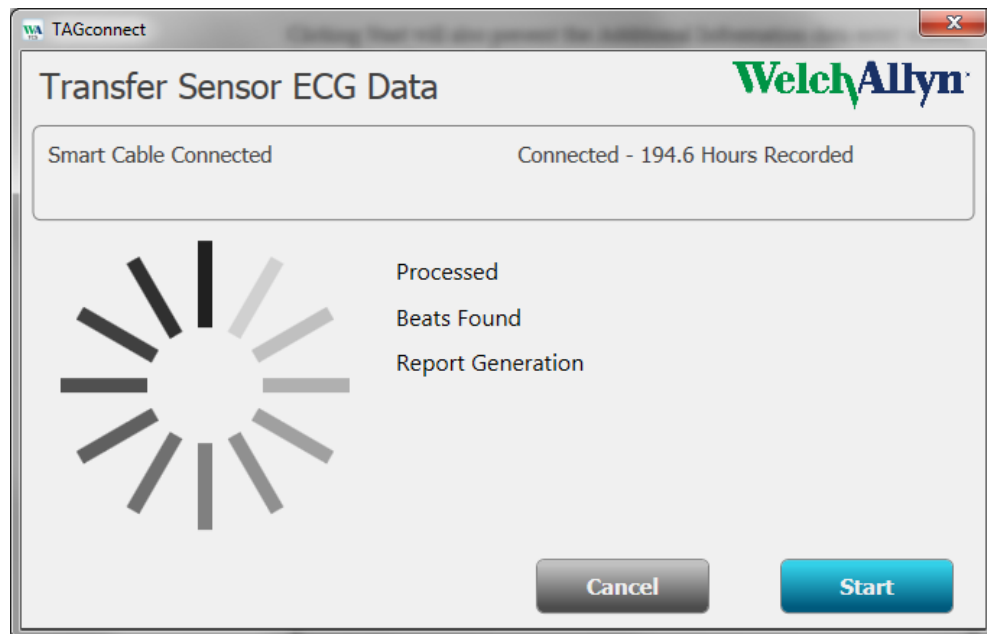 TAGconnect
Transfer Sensor ECG Data
WelchAllyn
Smart Cable Connected
Connected - 194.6 Hours Recorded
Processed
Beats Found
Report Generation
Cancel
Start